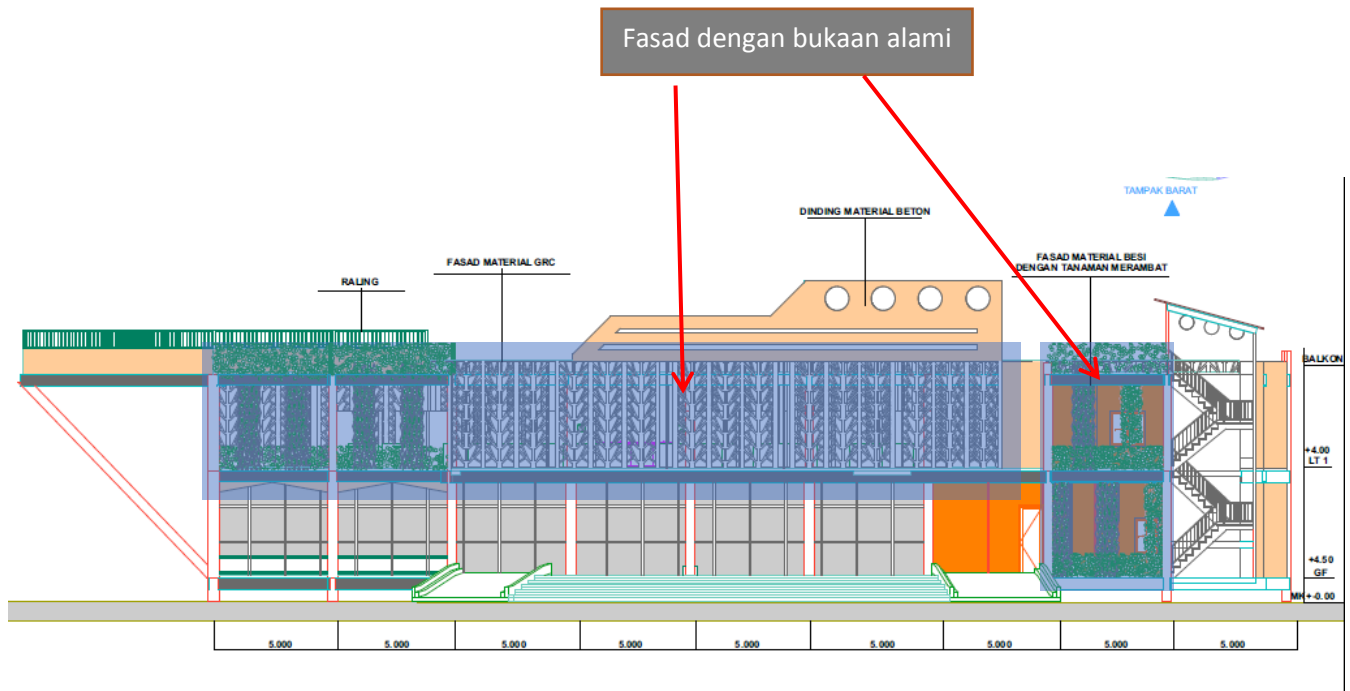 Fasad dengan bukaan alami
TAMPAK BARAT
DINDING MATERIAL BETON
FASAD MATERIAL BESI
DENGAN TANAMAN MERAMBAT
FASAD MATERIAL GRC
RALING
BALKON
+4.00
LT 1
+4.50
GF
MK+-0.00
5.000 5.000 5.000 5.000 5.000 5.000 5.000 5.000 5.000